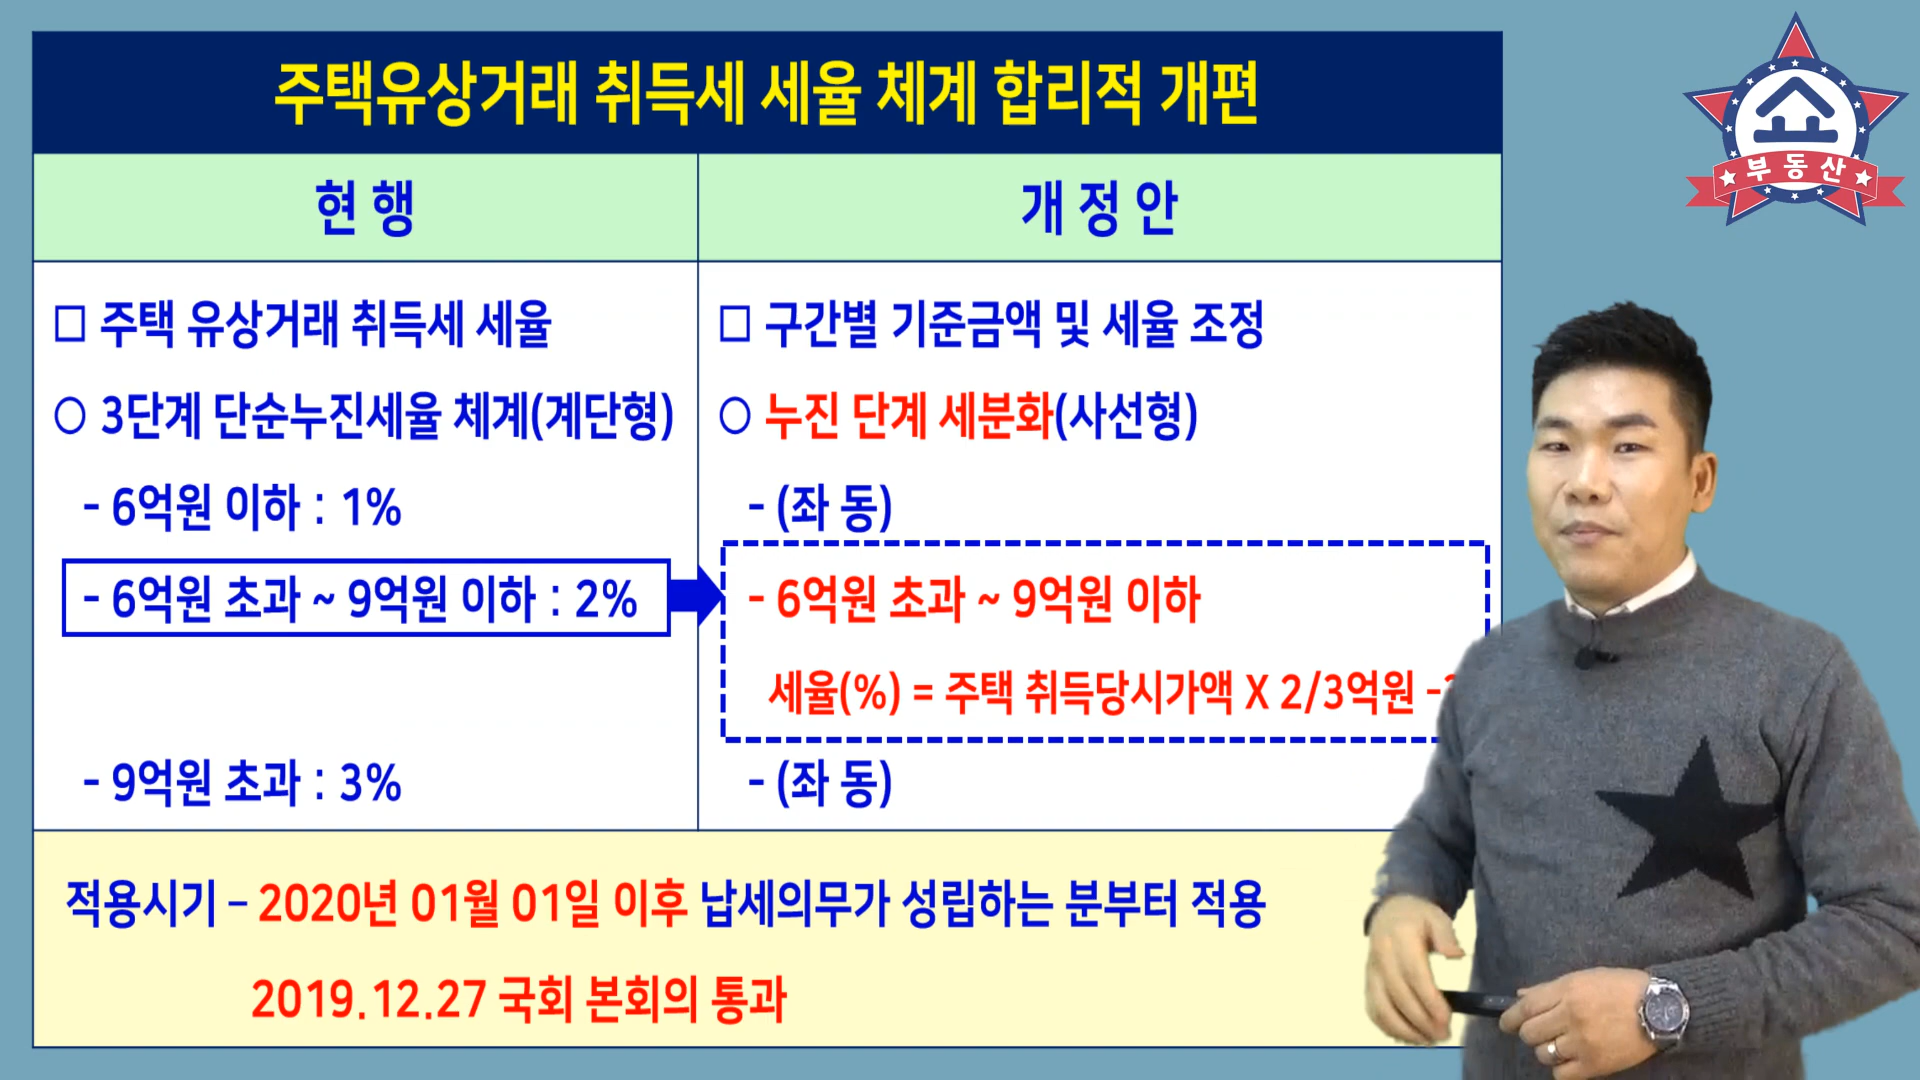 주택유상거래 취득세 세율 체계 합리적 개편
현 행
개 정 안
□ 주택 유상거래 취득세 세율
○ 3단계 단순누진세율 체계(계단형)
- 6억원 이하 : 1%
- 6억원 초과 ~ 9억원 이하 : 2%
- 9억원 초과 : 3%
□ 구간별 기준금액 및 세율 조정
○ 누진 단계 세분화(사선형)
- (좌 동)
- 6억원 초과 ~ 9억원 이하
세율(%) = 주택 취득당시가액 X 2/3억원 -
- (좌 동)
적용시기 – 2020년 01월 01일 이후 납세의무가 성립하는 분부터 적용
2019.12.27 국회 본회의 통과
쇼
부동산